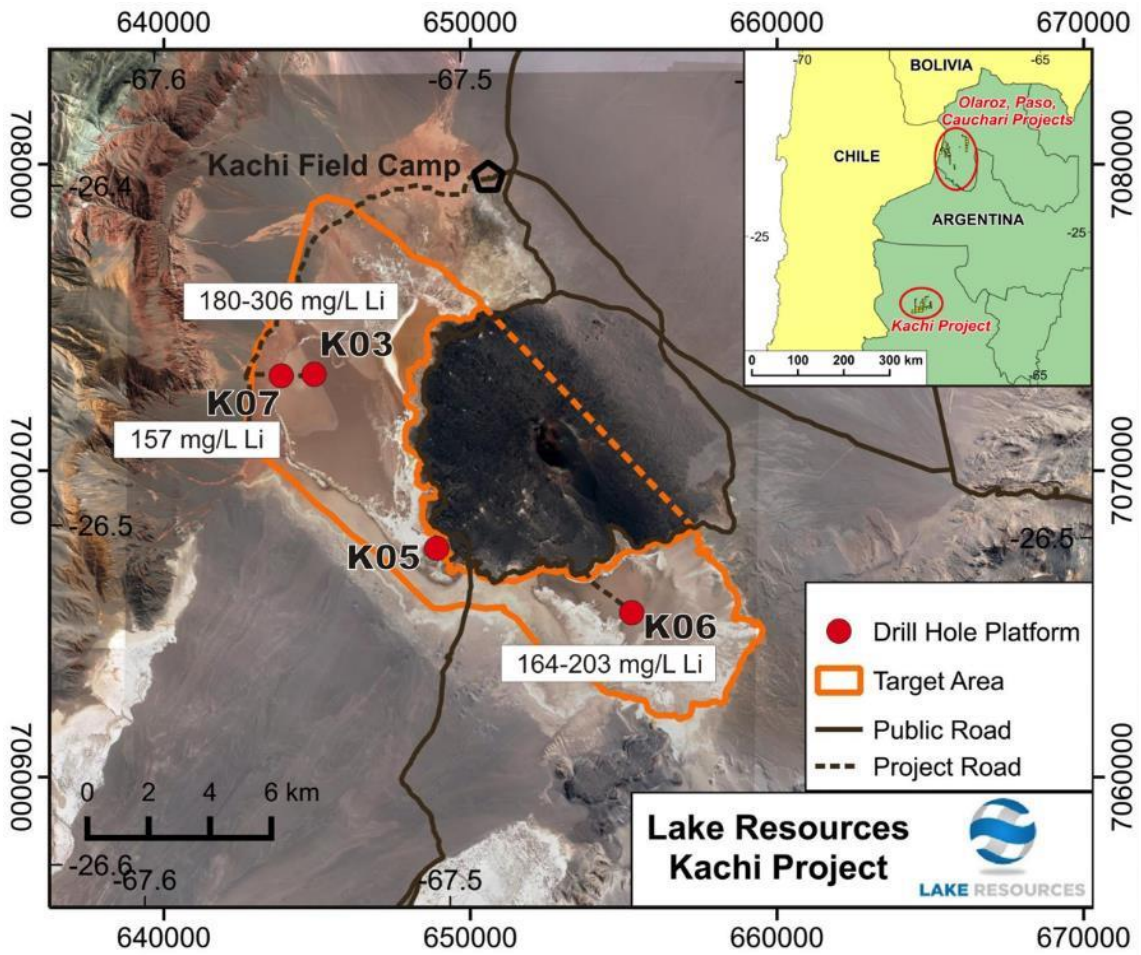 640000
650000
660000
670000
-67.6
-67.5
-70
BOLIVIA
-65
Olaroz, Paso,
Cauchari Projects
CHILE
ARGENTINA
-25
-25
Kachi Project
0 100 200 300 km
-65
7080000
7080000
Kachi Field Camp
-26.4
180-306 mg/L Li
K03
K07
157 mg/L Li
7070000
7070000
-26.5
-26.5
K05
K06
164-203 mg/L Li
Drill Hole Platform
Target Area
Public Road
Project Road
7060000
7060000
0 2 4 6 km
-26.6
-67.6
-67.5
Lake Resources
Kachi Project
LAKE RESOURCES
640000
650000
660000
670000